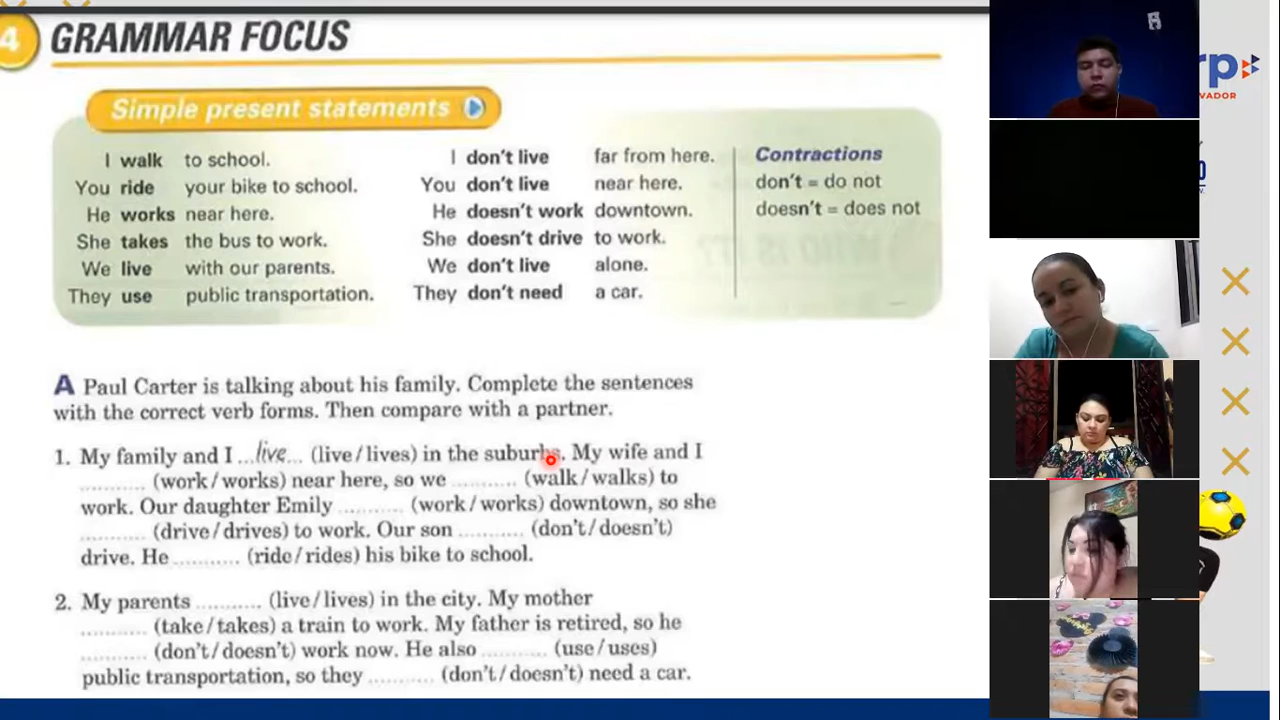 4 GRAMMAR FOCUS
Simple present statements
I walk to school.
You ride your bike to school.
He works near here.
She takes the bus to work.
We live with our parents.
They use public transportation.
I don't live far from here.
You don't live near here.
He doesn't work downtown.
She doesn't drive to work.
We don't live alone.
They don't need a car.
Contractions
don't = do not
doesn't = does not
A Paul Carter is talking about his family. Complete the sentences
with the correct verb forms. Then compare with a partner.
1. My family and I ...live... (live / lives) in the suburbs. My wife and I
.......... (work / works) near here, so we .......... (walk / walks) to
work. Our daughter Emily .......... (work / works) downtown, so she
.......... (drive / drives) to work. Our son .......... (don't / doesn't)
drive. He .......... (ride / rides) his bike to school.
2. My parents .......... (live / lives) in the city. My mother
.......... (take / takes) a train to work. My father is retired, so he
.......... (don't / doesn't) work now. He also .......... (use / uses)
public transportation, so they .......... (don't / doesn't) need a car.